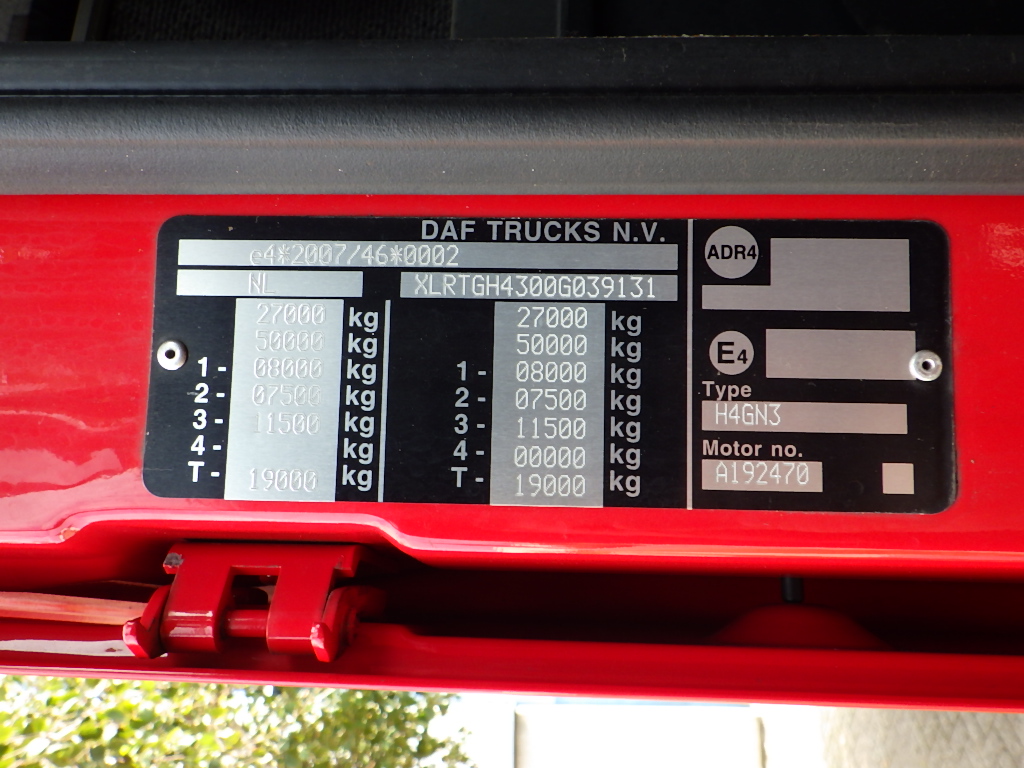 DAF TRUCKS N.V.
e4*2007/46*0002
NL XLRTGH4300G039131
27000 kg 27000 kg
50000 kg 50000 kg
1- 08000 kg 1- 08000 kg
2- 07500 kg 2- 07500 kg
3- 11500 kg 3- 11500 kg
4- kg 4- 00000 kg
T- 19000 kg T- 19000 kg
ADR4
E4
Type
H4GN3
Motor no.
A192470